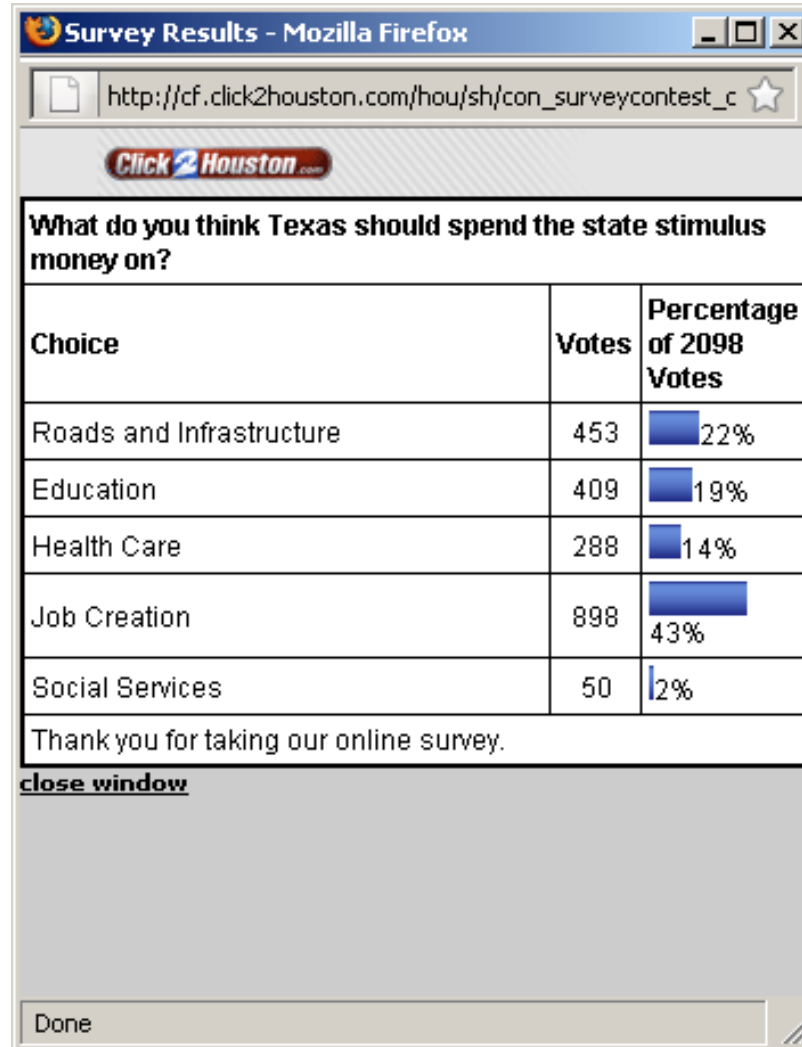 Survey Results - Mozilla Firefox
http://cf.click2houston.com/hou/sh/con_surveycontest_c
Click 2 Houston.com
What do you think Texas should spend the state stimulus
money on?
Choice Votes Percentage of 2098 Votes
Roads and Infrastructure 453 22%
Education 409 19%
Health Care 288 14%
Job Creation 898 43%
Social Services 50 2%
Thank you for taking our online survey.
close window
Done